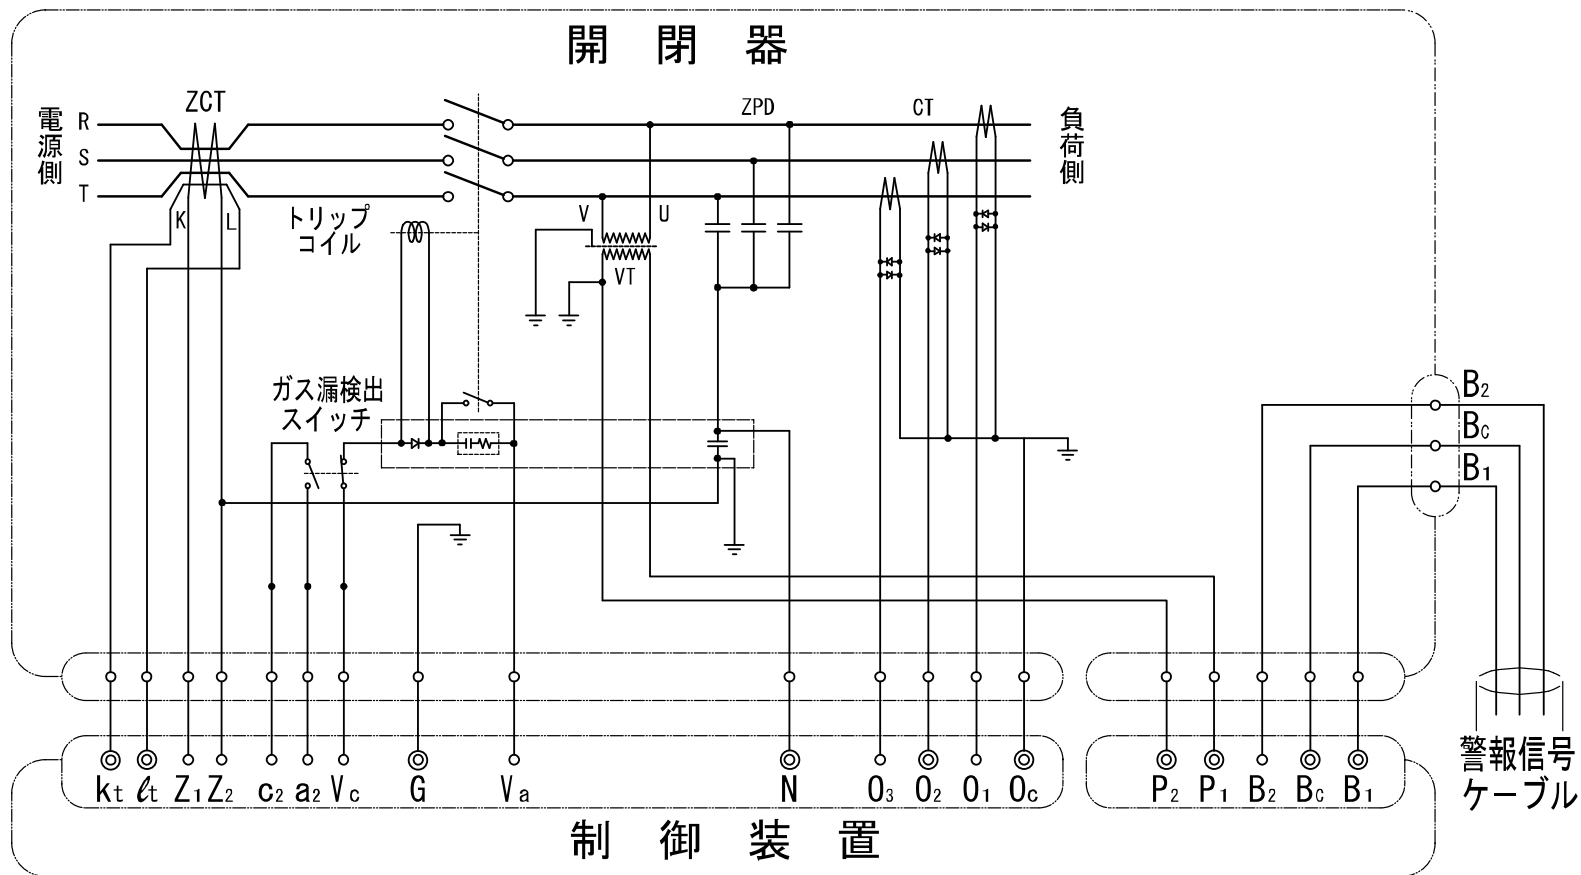 開閉器
電源側
R
S
T
ZCT
K
L
トリップ
コイル
V
U
VT
ZPD
CT
負荷側
ガス漏検出
スイッチ
B₂
Bc
B₁
警報信号
ケーブル
kt ℓt Z₁ Z₂ c₂ a₂ Vc G Va N O₃ O₂ O₁ Oc P₂ P₁ B₂ Bc B₁
制御装置